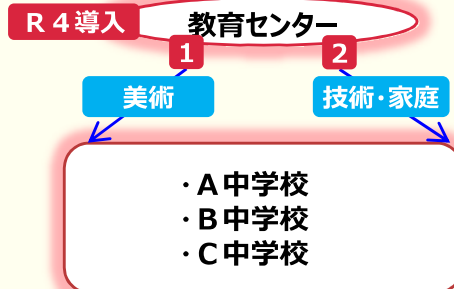 R4導入
教育センター
1 2
美術 技術・家庭
・A中学校
・B中学校
・C中学校